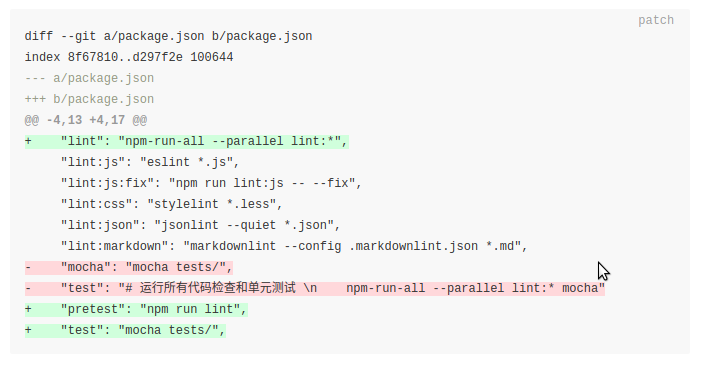 patch
diff --git a/package.json b/package.json
index 8f67810..d297f2e 100644
--- a/package.json
+++ b/package.json
@@ -4,13 +4,17 @@
+    "lint": "npm-run-all --parallel lint:*",
     "lint:js": "eslint *.js",
     "lint:js:fix": "npm run lint:js -- --fix",
     "lint:css": "stylelint *.less",
     "lint:json": "jsonlint --quiet *.json",
     "lint:markdown": "markdownlint --config .markdownlint.json *.md",
-    "mocha": "mocha tests/",
-    "test": "# 运行所有代码检查和单元测试 \n    npm-run-all --parallel lint:* mocha"
+    "pretest": "npm run lint",
+    "test": "mocha tests/",